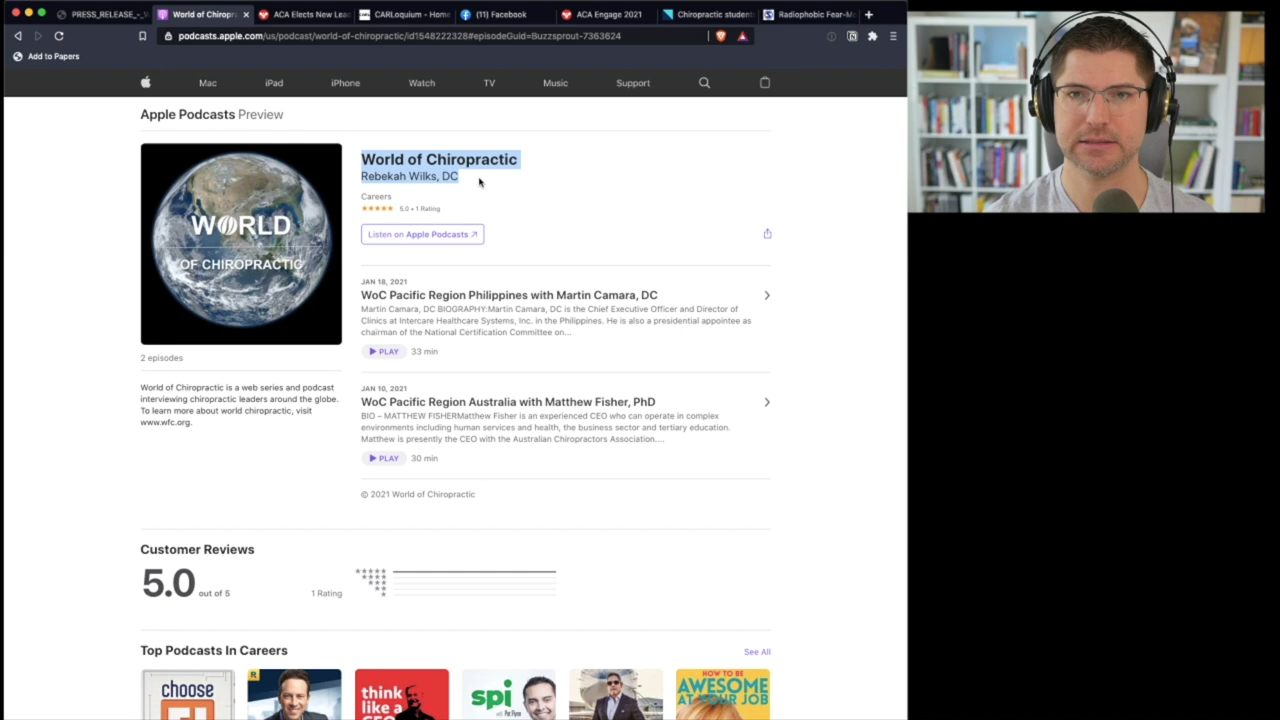 PRESS_RELEASE_-_
World of Chiropr
ACA Elects New Lea
CARLoquium - Hom
(11) Facebook
ACA Engage 2021
Chiropractic student
Radiophobic Fear-M
podcasts.apple.com/us/podcast/world-of-chiropractic/id1548222328#episodeGuid=Buzzsprout-7363624
Add to Papers
Mac iPad iPhone Watch TV Music Support
Apple Podcasts Preview
WORLD
OF CHIROPRACTIC
World of Chiropractic
Rebekah Wilks, DC
Careers
★★★★★ 5.0 • 1 Rating
Listen on Apple Podcasts ↗
2 episodes
World of Chiropractic is a web series and podcast
interviewing chiropractic leaders around the globe.
To learn more about world chiropractic, visit
www.wfc.org.
JAN 18, 2021
WoC Pacific Region Philippines with Martin Camara, DC
Martin Camara, DC BIOGRAPHY:Martin Camara, DC is the Chief Executive Officer and Director of
Clinics at Intercare Healthcare Systems, Inc. in the Philippines. He is also a presidential appointee as
chairman of the National Certification Committee on...
PLAY 33 min
JAN 10, 2021
WoC Pacific Region Australia with Matthew Fisher, PhD
BIO – MATTHEW FISHERMatthew Fisher is an experienced CEO who can operate in complex
environments including human services and health, the business sector and tertiary education.
Matthew is presently the CEO with the Australian Chiropractors Association....
PLAY 30 min
© 2021 World of Chiropractic
Customer Reviews
5.0 out of 5
1 Rating
Top Podcasts In Careers
See All
choose
FI
think
like a
CEO
spi
with Pat Flynn
HOW TO BE
AWESOME
AT YOUR JOB